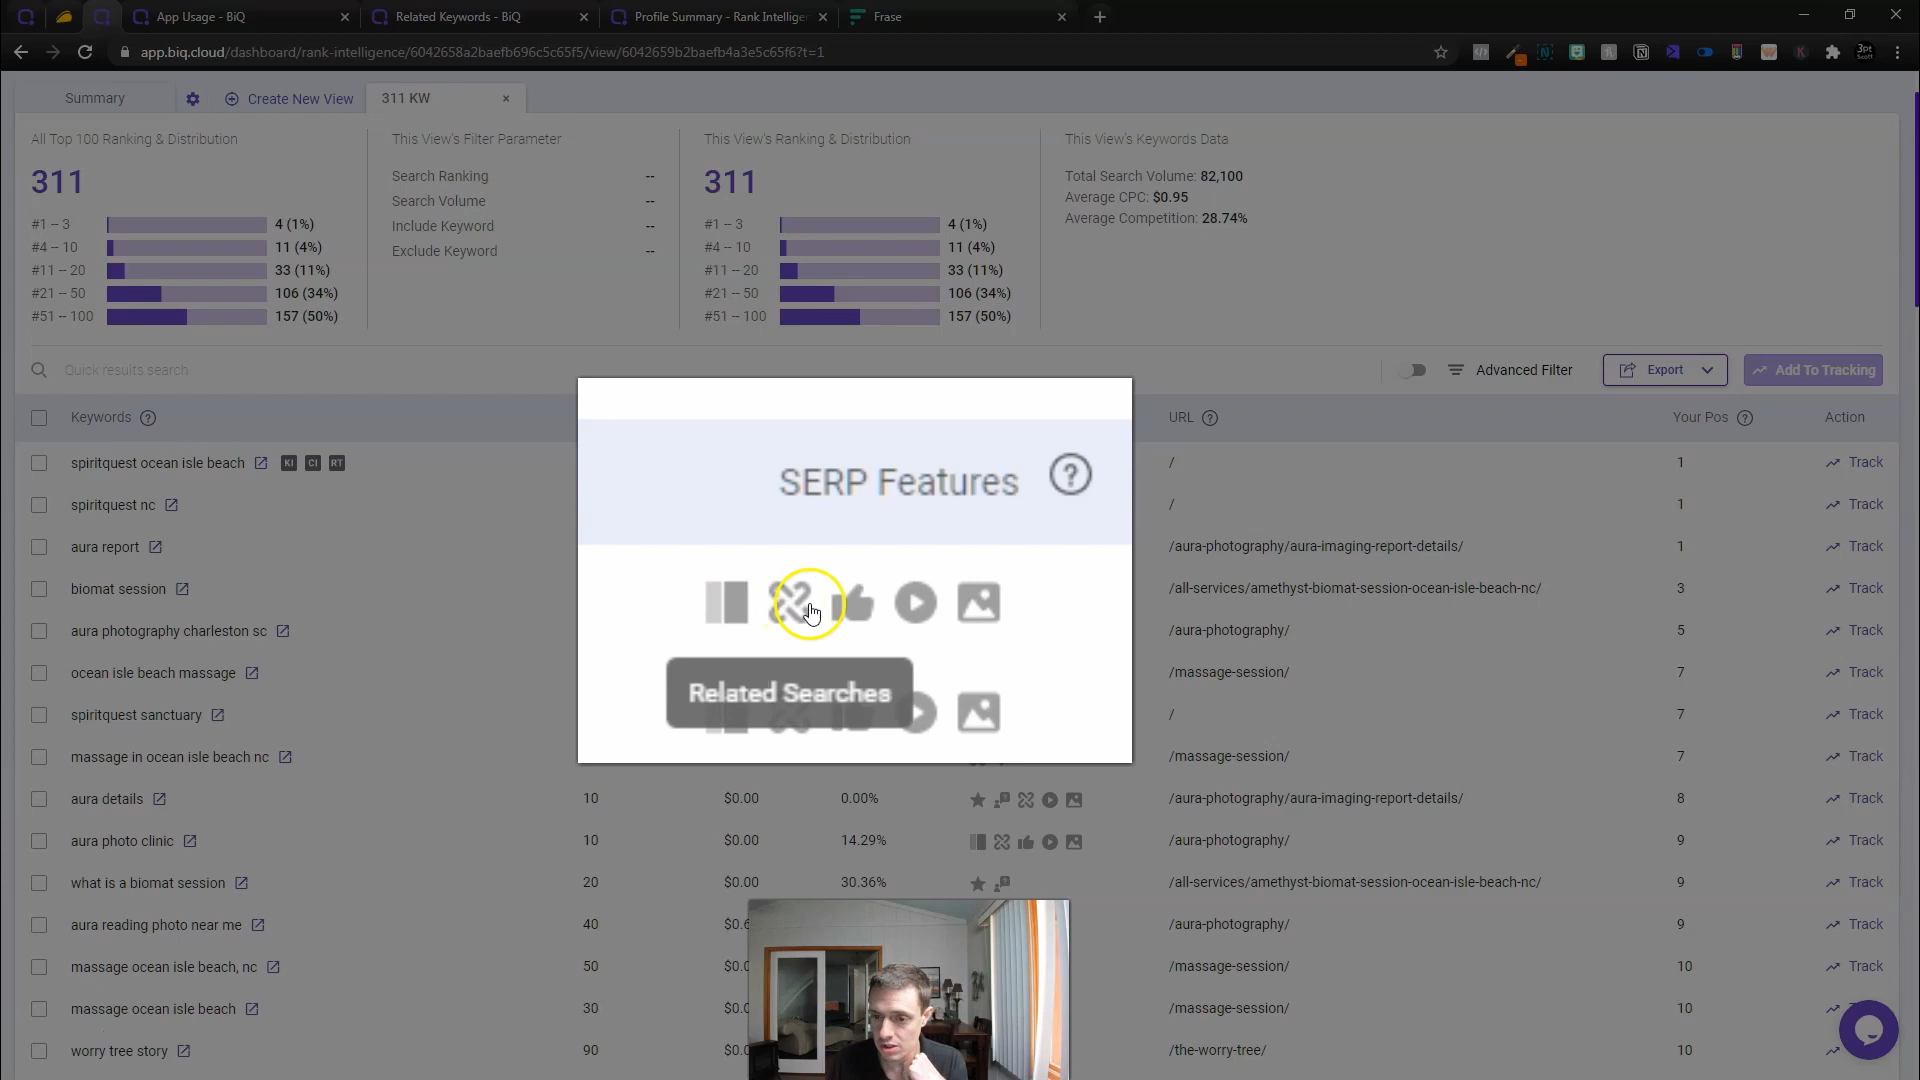 App Usage - BiQ
Related Keywords - BiQ
Profile Summary - Rank Intelligen
Frase
app.biq.cloud/dashboard/rank-intelligence/6042658a2baefb696c5c65f5/view/6042659b2baefb4a3e5c65f6?t=1
3pt
Scott
Summary
Create New View
311 KW
All Top 100 Ranking & Distribution
311
#1 – 3 4 (1%)
#4 – 10 11 (4%)
#11 – 20 33 (11%)
#21 – 50 106 (34%)
#51 – 100 157 (50%)
This View's Filter Parameter
Search Ranking --
Search Volume --
Include Keyword --
Exclude Keyword --
This View's Ranking & Distribution
311
#1 – 3 4 (1%)
#4 – 10 11 (4%)
#11 – 20 33 (11%)
#21 – 50 106 (34%)
#51 – 100 157 (50%)
This View's Keywords Data
Total Search Volume: 82,100
Average CPC: $0.95
Average Competition: 28.74%
Quick results search
Advanced Filter
Export
Add To Tracking
Keywords ? URL ? Your Pos ? Action
SERP Features ?
Related Searches
spiritquest ocean isle beach KI CI RT / 1 Track
spiritquest nc / 1 Track
aura report /aura-photography/aura-imaging-report-details/ 1 Track
biomat session /all-services/amethyst-biomat-session-ocean-isle-beach-nc/ 3 Track
aura photography charleston sc /aura-photography/ 5 Track
ocean isle beach massage /massage-session/ 7 Track
spiritquest sanctuary / 7 Track
massage in ocean isle beach nc /massage-session/ 7 Track
aura details 10 $0.00 0.00% /aura-photography/aura-imaging-report-details/ 8 Track
aura photo clinic 10 $0.00 14.29% /aura-photography/ 9 Track
what is a biomat session 20 $0.00 30.36% /all-services/amethyst-biomat-session-ocean-isle-beach-nc/ 9 Track
aura reading photo near me 40 $0.6 /aura-photography/ 9 Track
massage ocean isle beach, nc 50 $0.0 /massage-session/ 10 Track
massage ocean isle beach 30 $0.0 /massage-session/ 10
worry tree story 90 $0.0 /the-worry-tree/ 10